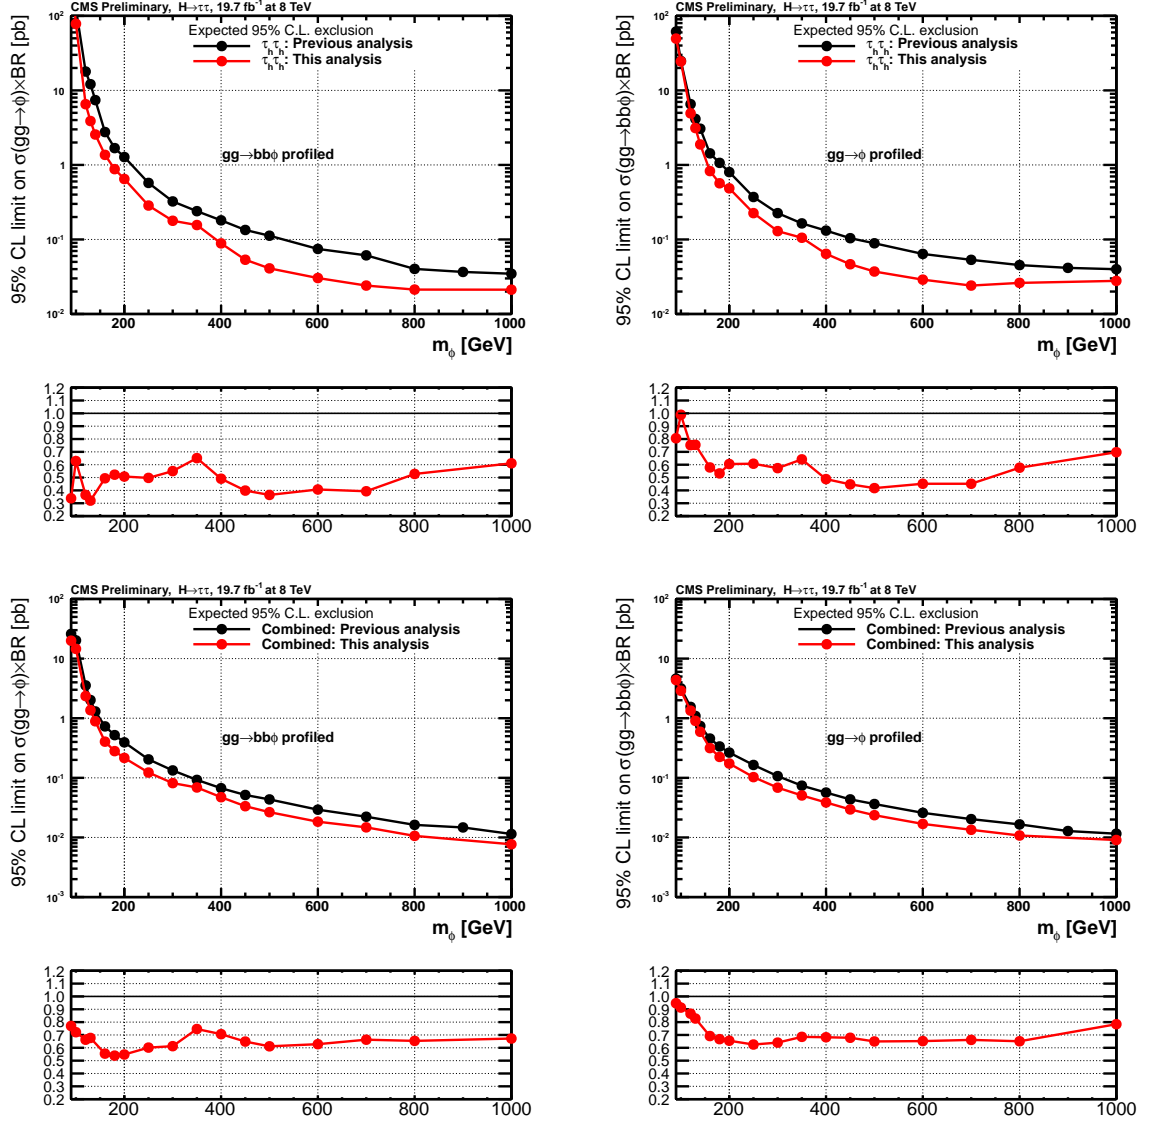 CMS Preliminary, H→ττ, 19.7 fb⁻¹ at 8 TeV
Expected 95% C.L. exclusion
τₕτₕ: Previous analysis
τₕτₕ: This analysis
gg→bbϕ profiled
95% CL limit on σ(gg→ϕ)×BR [pb]
10²
10
1
10⁻¹
10⁻²
200 400 600 800 1000
m_ϕ [GeV]
1.2
1.1
1.0
0.9
0.8
0.7
0.6
0.5
0.4
0.3
0.2
200 400 600 800 1000
CMS Preliminary, H→ττ, 19.7 fb⁻¹ at 8 TeV
Expected 95% C.L. exclusion
τₕτₕ: Previous analysis
τₕτₕ: This analysis
gg→ϕ profiled
95% CL limit on σ(gg→bbϕ)×BR [pb]
10²
10
1
10⁻¹
10⁻²
200 400 600 800 1000
m_ϕ [GeV]
1.2
1.1
1.0
0.9
0.8
0.7
0.6
0.5
0.4
0.3
0.2
200 400 600 800 1000
CMS Preliminary, H→ττ, 19.7 fb⁻¹ at 8 TeV
Expected 95% C.L. exclusion
Combined: Previous analysis
Combined: This analysis
gg→bbϕ profiled
95% CL limit on σ(gg→ϕ)×BR [pb]
10²
10
1
10⁻¹
10⁻²
10⁻³
200 400 600 800 1000
m_ϕ [GeV]
1.2
1.1
1.0
0.9
0.8
0.7
0.6
0.5
0.4
0.3
0.2
200 400 600 800 1000
CMS Preliminary, H→ττ, 19.7 fb⁻¹ at 8 TeV
Expected 95% C.L. exclusion
Combined: Previous analysis
Combined: This analysis
gg→ϕ profiled
95% CL limit on σ(gg→bbϕ)×BR [pb]
10²
10
1
10⁻¹
10⁻²
10⁻³
200 400 600 800 1000
m_ϕ [GeV]
1.2
1.1
1.0
0.9
0.8
0.7
0.6
0.5
0.4
0.3
0.2
200 400 600 800 1000